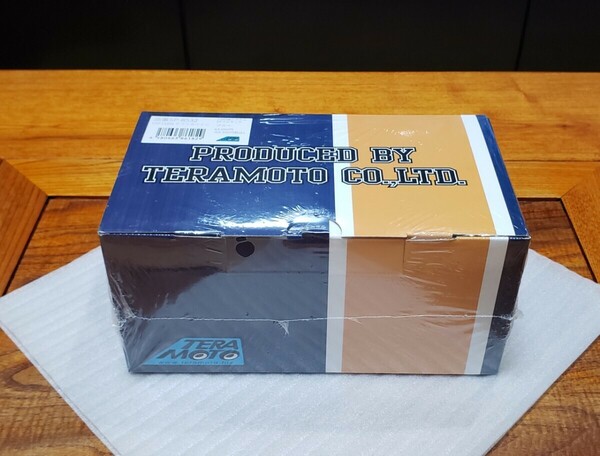 PRODUCED BY
TERAMOTO CO.,LTD.
TERA
MOTO